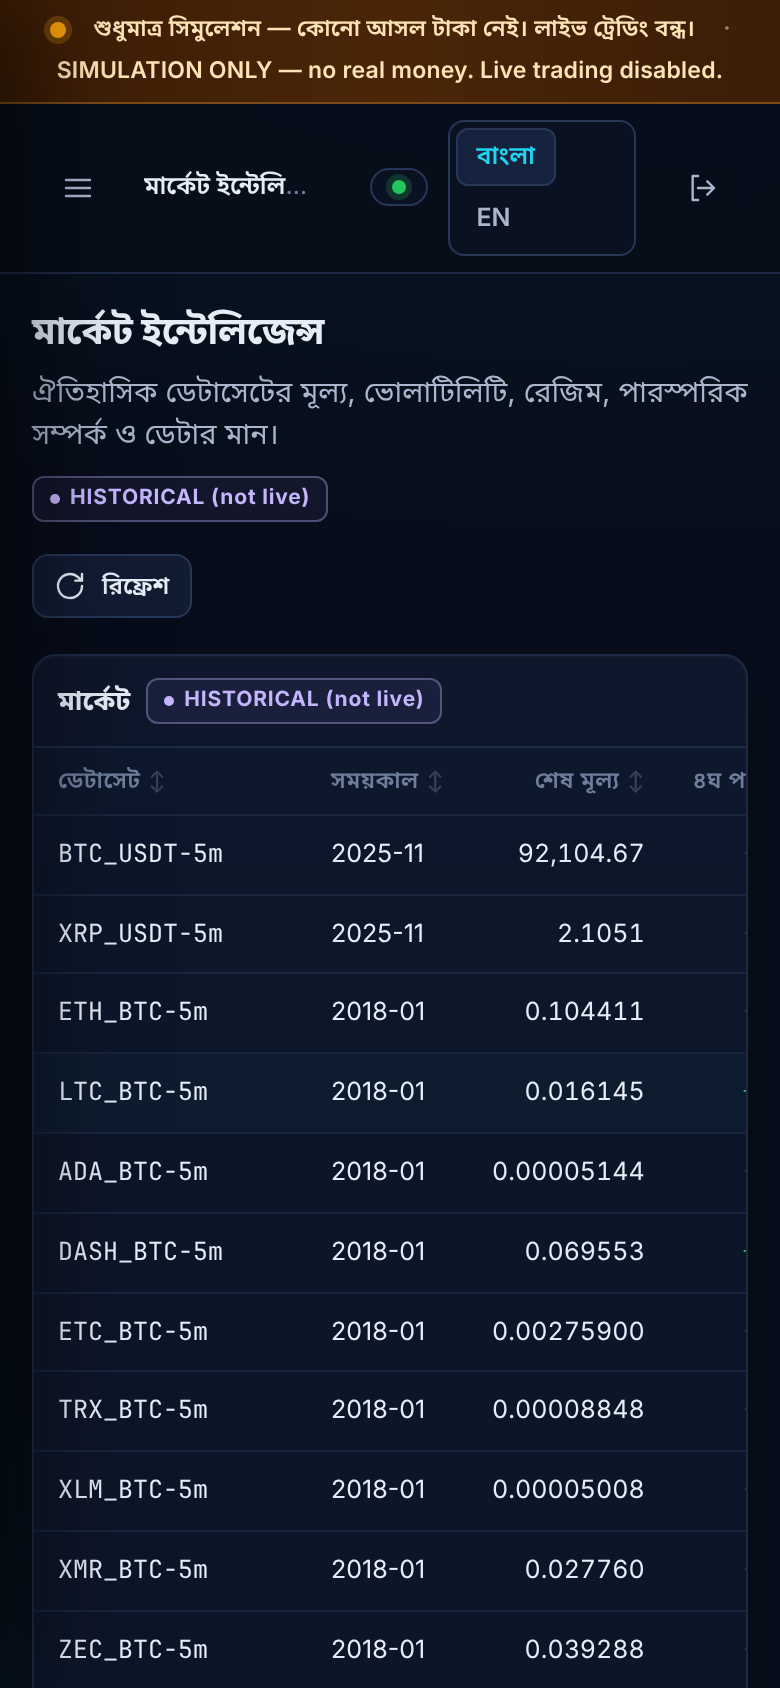 শুধুমাত্র সিমুলেশন — কোনো আসল টাকা নেই। লাইভ ট্রেডিং বন্ধ। ·
SIMULATION ONLY — no real money. Live trading disabled.
মার্কেট ইন্টেলি...
বাংলা
EN
মার্কেট ইন্টেলিজেন্স
ঐতিহাসিক ডেটাসেটের মূল্য, ভোলাটিলিটি, রেজিম, পারস্পরিক
সম্পর্ক ও ডেটার মান।
HISTORICAL (not live)
রিফ্রেশ
মার্কেট HISTORICAL (not live)
ডেটাসেট সময়কাল শেষ মূল্য ৪ঘ
BTC_USDT-5m 2025-11 92,104.67
XRP_USDT-5m 2025-11 2.1051
ETH_BTC-5m 2018-01 0.104411
LTC_BTC-5m 2018-01 0.016145
ADA_BTC-5m 2018-01 0.00005144
DASH_BTC-5m 2018-01 0.069553
ETC_BTC-5m 2018-01 0.00275900
TRX_BTC-5m 2018-01 0.00008848
XLM_BTC-5m 2018-01 0.00005008
XMR_BTC-5m 2018-01 0.027760
ZEC_BTC-5m 2018-01 0.039288